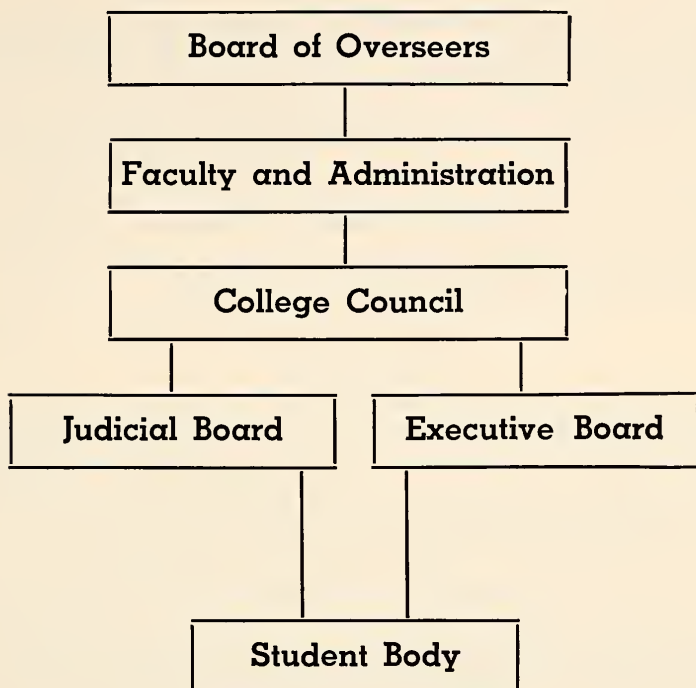 Board of Overseers
Faculty and Administration
College Council
Judicial Board
Executive Board
Student Body